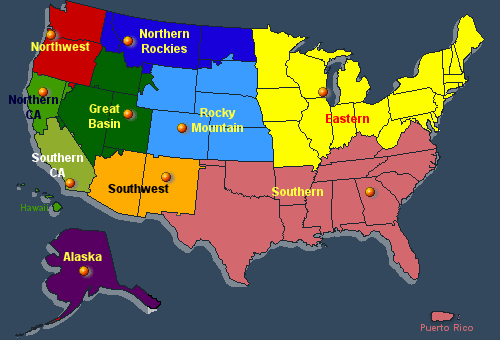 Northern
Rockies
Northwest
Northern
CA
Great
Basin
Rocky
Mountain
Eastern
Southern
CA
Southwest
Southern
Hawaii
Alaska
Puerto Rico